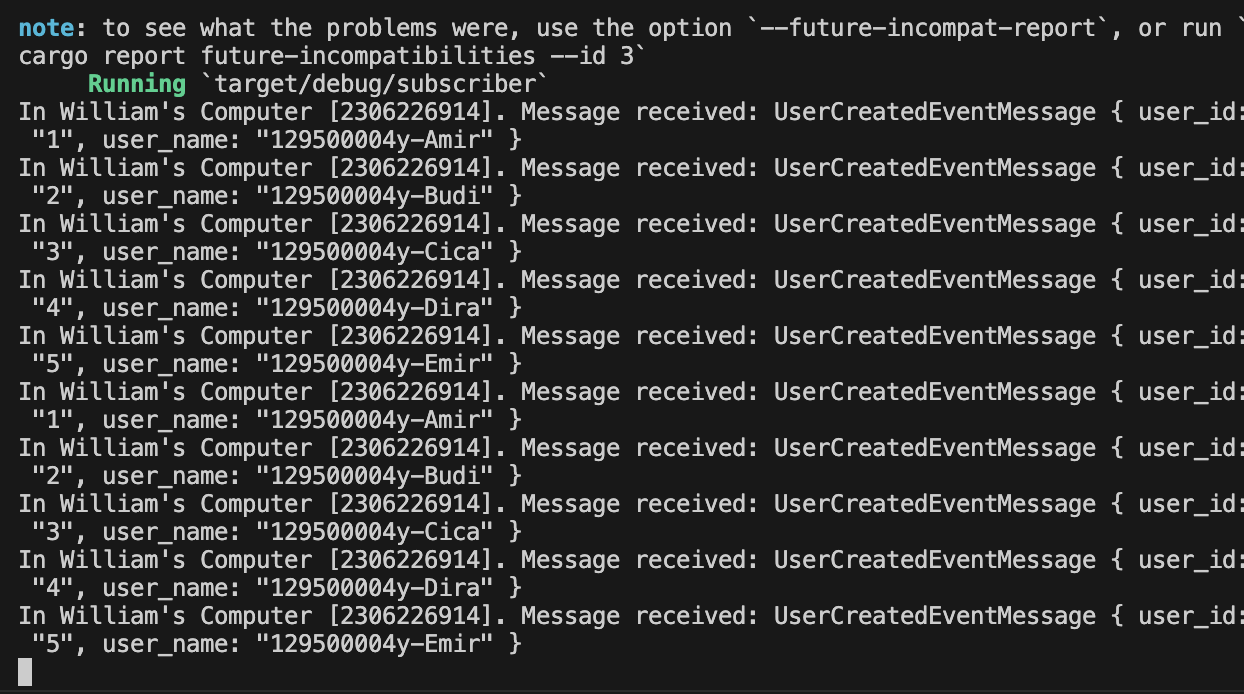 note: to see what the problems were, use the option `--future-incompat-report`, or run `
cargo report future-incompatibilities --id 3`
Running `target/debug/subscriber`
In William's Computer [2306226914]. Message received: UserCreatedEventMessage { user_id:
"1", user_name: "129500004y-Amir" }
In William's Computer [2306226914]. Message received: UserCreatedEventMessage { user_id:
"2", user_name: "129500004y-Budi" }
In William's Computer [2306226914]. Message received: UserCreatedEventMessage { user_id:
"3", user_name: "129500004y-Cica" }
In William's Computer [2306226914]. Message received: UserCreatedEventMessage { user_id:
"4", user_name: "129500004y-Dira" }
In William's Computer [2306226914]. Message received: UserCreatedEventMessage { user_id:
"5", user_name: "129500004y-Emir" }
In William's Computer [2306226914]. Message received: UserCreatedEventMessage { user_id:
"1", user_name: "129500004y-Amir" }
In William's Computer [2306226914]. Message received: UserCreatedEventMessage { user_id:
"2", user_name: "129500004y-Budi" }
In William's Computer [2306226914]. Message received: UserCreatedEventMessage { user_id:
"3", user_name: "129500004y-Cica" }
In William's Computer [2306226914]. Message received: UserCreatedEventMessage { user_id:
"4", user_name: "129500004y-Dira" }
In William's Computer [2306226914]. Message received: UserCreatedEventMessage { user_id:
"5", user_name: "129500004y-Emir" }